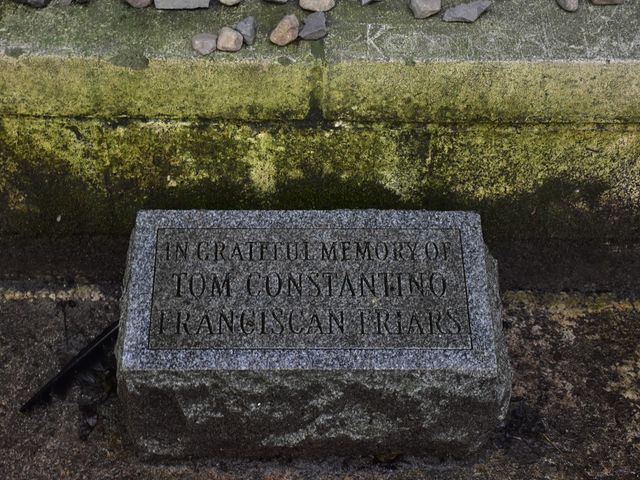 K
IN GRATEFUL MEMORY OF
TOM CONSTANTINO
FRANCISCAN FRIARS